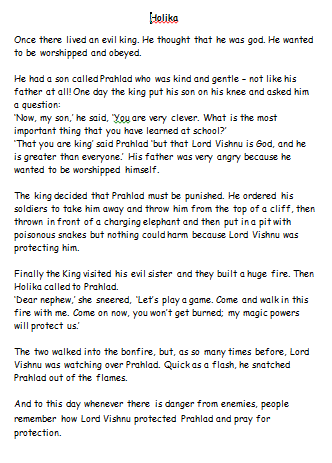 Holika
Once there lived an evil king. He thought that he was god. He wanted
to be worshipped and obeyed.
He had a son called Prahlad who was kind and gentle – not like his
father at all! One day the king put his son on his knee and asked him
a question:
'Now, my son,' he said, 'You are very clever. What is the most
important thing that you have learned at school?'
'That you are king' said Prahlad 'but that Lord Vishnu is God, and he
is greater than everyone.' His father was very angry because he
wanted to be worshipped himself.
The king decided that Prahlad must be punished. He ordered his
soldiers to take him away and throw him from the top of a cliff, then
thrown in front of a charging elephant and then put in a pit with
poisonous snakes but nothing could harm because Lord Vishnu was
protecting him.
Finally the King visited his evil sister and they built a huge fire. Then
Holika called to Prahlad.
'Dear nephew,' she sneered, 'Let's play a game. Come and walk in this
fire with me. Come on now, you won't get burned; my magic powers
will protect us.'
The two walked into the bonfire, but, as so many times before, Lord
Vishnu was watching over Prahlad. Quick as a flash, he snatched
Prahlad out of the flames.
And to this day whenever there is danger from enemies, people
remember how Lord Vishnu protected Prahlad and pray for
protection.